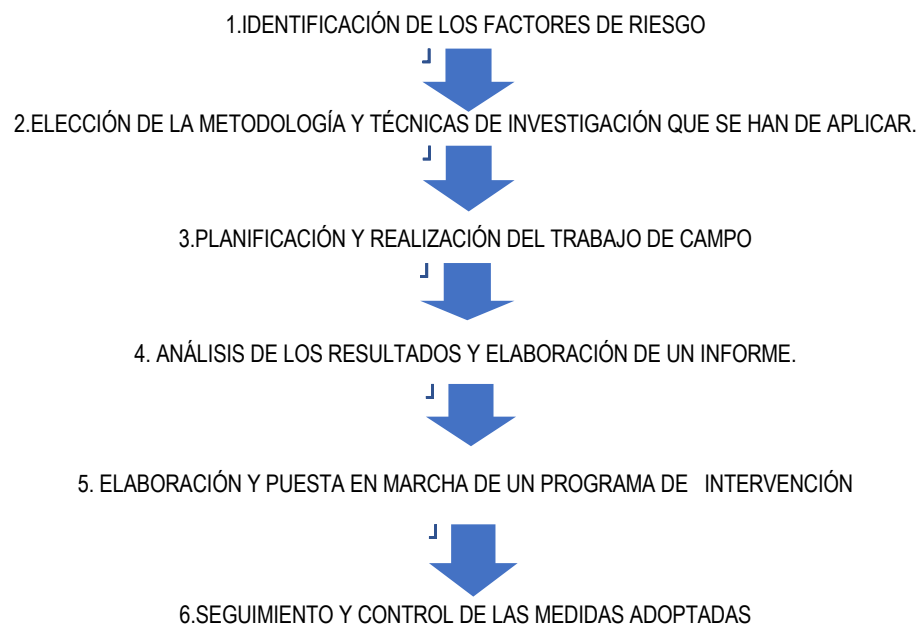 1.IDENTIFICACIÓN DE LOS FACTORES DE RIESGO
2.ELECCIÓN DE LA METODOLOGÍA Y TÉCNICAS DE INVESTIGACIÓN QUE SE HAN DE APLICAR.
3.PLANIFICACIÓN Y REALIZACIÓN DEL TRABAJO DE CAMPO
4. ANÁLISIS DE LOS RESULTADOS Y ELABORACIÓN DE UN INFORME.
5. ELABORACIÓN Y PUESTA EN MARCHA DE UN PROGRAMA DE INTERVENCIÓN
6.SEGUIMIENTO Y CONTROL DE LAS MEDIDAS ADOPTADAS